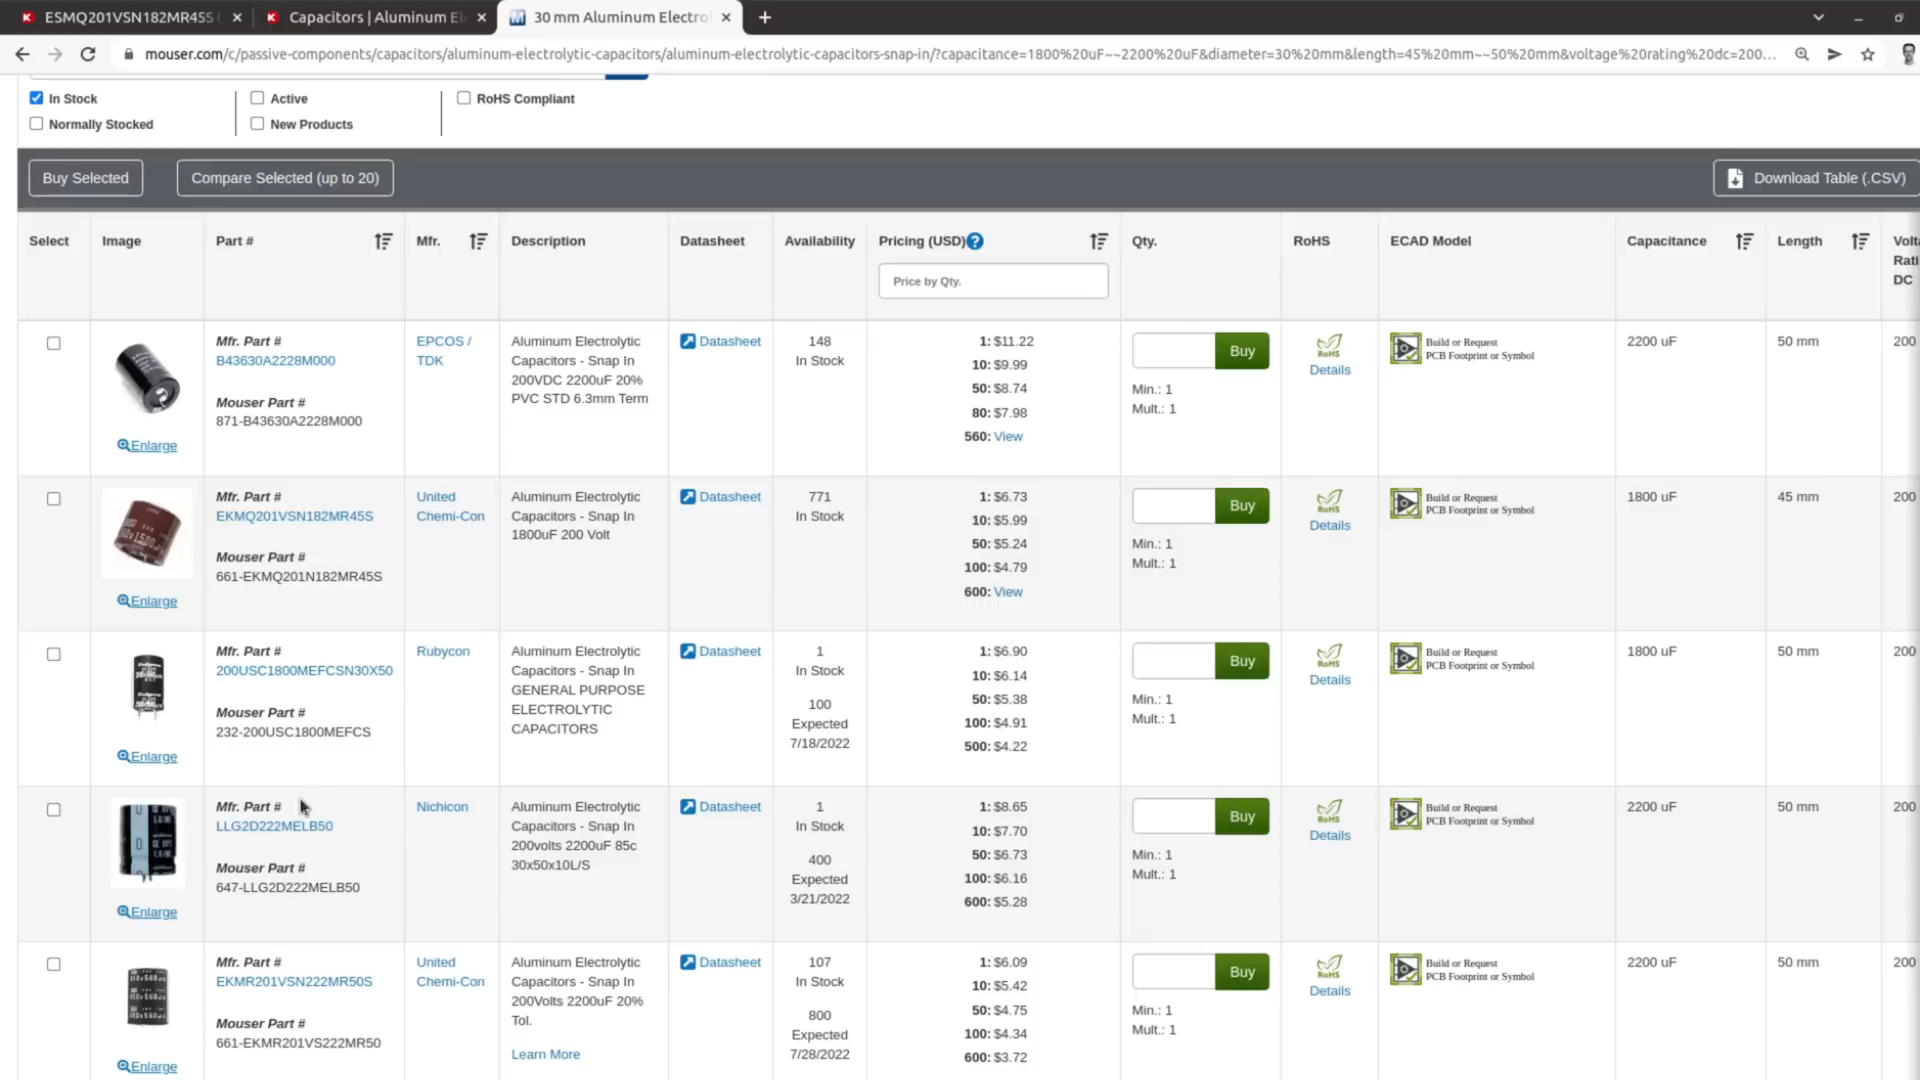 ESMQ201VSN182MR45S
Capacitors | Aluminum El
30 mm Aluminum Electro
mouser.com/c/passive-components/capacitors/aluminum-electrolytic-capacitors/aluminum-electrolytic-capacitors-snap-in/?capacitance=1800%20uF~~2200%20uF&diameter=30%20mm&length=45%20mm~~50%20mm&voltage%20rating%20dc=200...
In Stock
Active
RoHS Compliant
Normally Stocked
New Products
Buy Selected
Compare Selected (up to 20)
Download Table (.CSV)
Select
Image
Part #
Mfr.
Description
Datasheet
Availability
Pricing (USD)
Price by Qty.
Qty.
RoHS
ECAD Model
Capacitance
Length
Volta
Rati
DC
Enlarge
Mfr. Part #
B43630A2228M000
Mouser Part #
871-B43630A2228M000
EPCOS /
TDK
Aluminum Electrolytic
Capacitors - Snap In
200VDC 2200uF 20%
PVC STD 6.3mm Term
Datasheet
148
In Stock
1: $11.22
10: $9.99
50: $8.74
80: $7.98
560: View
Buy
Min.: 1
Mult.: 1
RoHS
Details
Build or Request
PCB Footprint or Symbol
2200 uF
50 mm
200
Enlarge
Mfr. Part #
EKMQ201VSN182MR45S
Mouser Part #
661-EKMQ201N182MR45S
United
Chemi-Con
Aluminum Electrolytic
Capacitors - Snap In
1800uF 200 Volt
Datasheet
771
In Stock
1: $6.73
10: $5.99
50: $5.24
100: $4.79
600: View
Buy
Min.: 1
Mult.: 1
RoHS
Details
Build or Request
PCB Footprint or Symbol
1800 uF
45 mm
200
Enlarge
Mfr. Part #
200USC1800MEFCSN30X50
Mouser Part #
232-200USC1800MEFCS
Rubycon
Aluminum Electrolytic
Capacitors - Snap In
GENERAL PURPOSE
ELECTROLYTIC
CAPACITORS
Datasheet
1
In Stock
100
Expected
7/18/2022
1: $6.90
10: $6.14
50: $5.38
100: $4.91
500: $4.22
Buy
Min.: 1
Mult.: 1
RoHS
Details
Build or Request
PCB Footprint or Symbol
1800 uF
50 mm
200
Enlarge
Mfr. Part #
LLG2D222MELB50
Mouser Part #
647-LLG2D222MELB50
Nichicon
Aluminum Electrolytic
Capacitors - Snap In
200volts 2200uF 85c
30x50x10L/S
Datasheet
1
In Stock
400
Expected
3/21/2022
1: $8.65
10: $7.70
50: $6.73
100: $6.16
600: $5.28
Buy
Min.: 1
Mult.: 1
RoHS
Details
Build or Request
PCB Footprint or Symbol
2200 uF
50 mm
200
Enlarge
Mfr. Part #
EKMR201VSN222MR50S
Mouser Part #
661-EKMR201VS222MR50
United
Chemi-Con
Aluminum Electrolytic
Capacitors - Snap In
200Volts 2200uF 20%
Tol.
Learn More
Datasheet
107
In Stock
800
Expected
7/28/2022
1: $6.09
10: $5.42
50: $4.75
100: $4.34
600: $3.72
Buy
Min.: 1
Mult.: 1
RoHS
Details
Build or Request
PCB Footprint or Symbol
2200 uF
50 mm
200